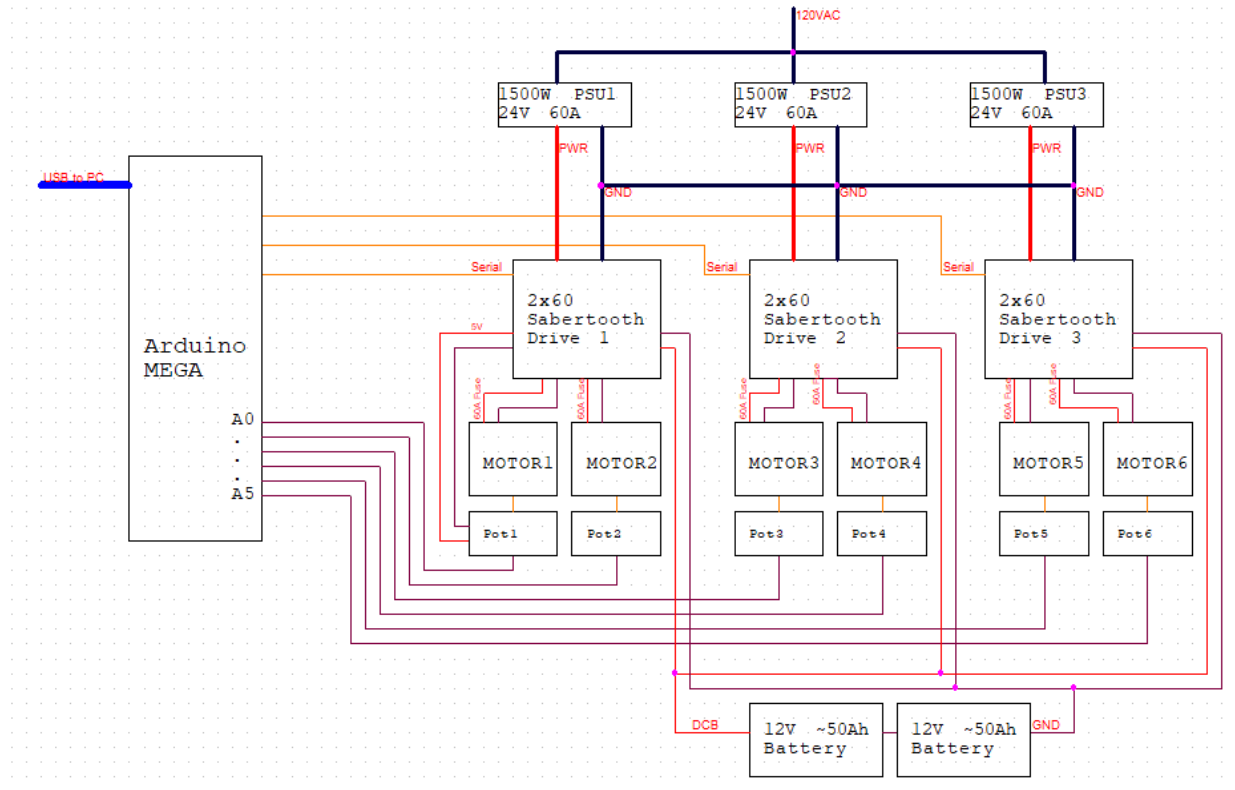 120VAC
1500W PSU1
24V 60A
1500W PSU2
24V 60A
1500W PSU3
24V 60A
PWR
PWR
PWR
USB to PC
GND
GND
GND
Serial
Serial
Serial
2x60
Sabertooth
Drive 1
2x60
Sabertooth
Drive 2
2x60
Sabertooth
Drive 3
5V
Arduino
MEGA
60A Fuse
60A Fuse
60A Fuse
60A Fuse
60A Fuse
60A Fuse
A0
.
.
.
A5
MOTOR1
MOTOR2
MOTOR3
MOTOR4
MOTOR5
MOTOR6
Pot1
Pot2
Pot3
Pot4
Pot5
Pot6
DCB
12V ~50Ah
Battery
12V ~50Ah
Battery
GND